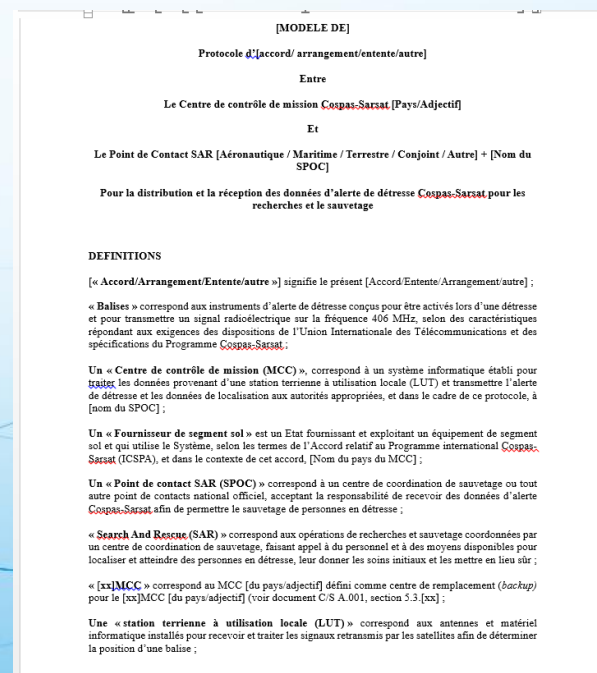 [MODELE DE]
Protocole d'[accord/ arrangement/entente/autre]
Entre
Le Centre de contrôle de mission Cospas-Sarsat [Pays/Adjectif]
Et
Le Point de Contact SAR [Aéronautique / Maritime / Terrestre / Conjoint / Autre] + [Nom du
SPOC]
Pour la distribution et la réception des données d'alerte de détresse Cospas-Sarsat pour les
recherches et le sauvetage
DEFINITIONS
[« Accord/Arrangement/Entente/autre »] signifie le présent [Accord/Entente/Arrangement/autre] ;
« Balises » correspond aux instruments d'alerte de détresse conçus pour être activés lors d'une détresse
et pour transmettre un signal radioélectrique sur la fréquence 406 MHz, selon des caractéristiques
répondant aux exigences des dispositions de l'Union Internationale des Télécommunications et des
spécifications du Programme Cospas-Sarsat ;
Un « Centre de contrôle de mission (MCC) », correspond à un système informatique établi pour
traiter les données provenant d'une station terrienne à utilisation locale (LUT) et transmettre l'alerte
de détresse et les données de localisation aux autorités appropriées, et dans le cadre de ce protocole, à
[nom du SPOC] ;
Un « Fournisseur de segment sol » est un Etat fournissant et exploitant un équipement de segment
sol et qui utilise le Système, selon les termes de l'Accord relatif au Programme international Cospas-
Sarsat (ICSPA), et dans le contexte de cet accord, [Nom du pays du MCC] ;
Un « Point de contact SAR (SPOC) » correspond à un centre de coordination de sauvetage ou tout
autre point de contacts national officiel, acceptant la responsabilité de recevoir des données d'alerte
Cospas-Sarsat afin de permettre le sauvetage de personnes en détresse ;
« Search And Rescue (SAR) » correspond aux opérations de recherche et sauvetage coordonnées par
un centre de coordination de sauvetage, faisant appel à du personnel et à des moyens disponibles pour
localiser et atteindre des personnes en détresse, leur donner les soins initiaux et les mettre en lieu sûr ;
« [xx]MCC » correspond au MCC [du pays/adjectif] défini comme centre de remplacement (backup)
pour le [xx]MCC [du pays/adjectif] (voir document C/S A.001, section 5.3.[xx] ;
Une « station terrienne à utilisation locale (LUT) » correspond aux antennes et matériel
informatique installés pour recevoir et traiter les signaux retransmis par les satellites afin de déterminer
la position d'une balise ;